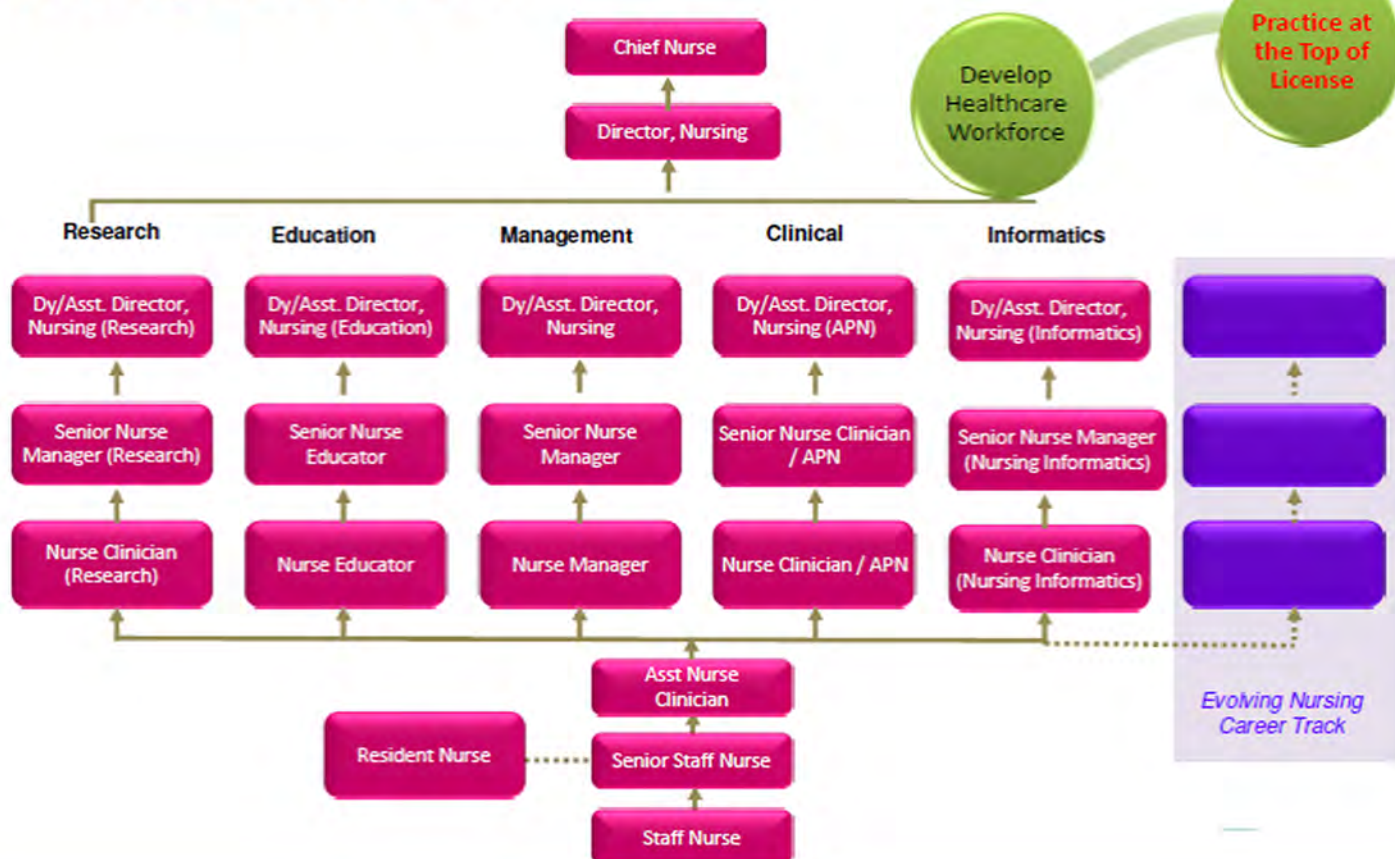 Chief Nurse
Director, Nursing
Develop
Healthcare
Workforce
Practice at
the Top of
License
Research
Education
Management
Clinical
Informatics
Dy/Asst. Director,
Nursing (Research)
Dy/Asst. Director,
Nursing (Education)
Dy/Asst. Director,
Nursing
Dy/Asst. Director,
Nursing (APN)
Dy/Asst. Director,
Nursing (Informatics)
Senior Nurse
Manager (Research)
Senior Nurse
Educator
Senior Nurse
Manager
Senior Nurse Clinician
/ APN
Senior Nurse Manager
(Nursing Informatics)
Nurse Clinician
(Research)
Nurse Educator
Nurse Manager
Nurse Clinician / APN
Nurse Clinician
(Nursing Informatics)
Asst Nurse
Clinician
Evolving Nursing
Career Track
Resident Nurse
Senior Staff Nurse
Staff Nurse